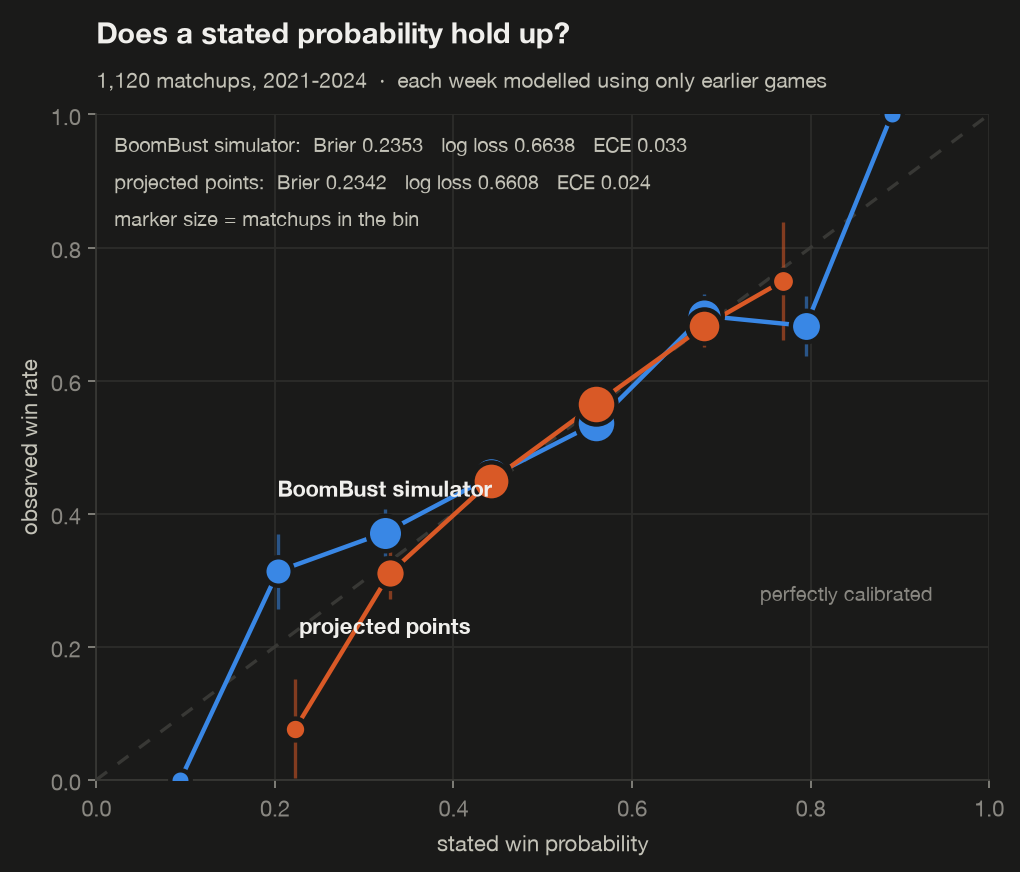 Does a stated probability hold up?
1,120 matchups, 2021-2024 · each week modelled using only earlier games
1.0
BoomBust simulator: Brier 0.2353 log loss 0.6638 ECE 0.033
projected points: Brier 0.2342 log loss 0.6608 ECE 0.024
marker size = matchups in the bin
0.8
0.6
observed win rate
BoomBust simulator
0.4
perfectly calibrated
projected points
0.2
0.0
0.0 0.2 0.4 0.6 0.8 1.0
stated win probability